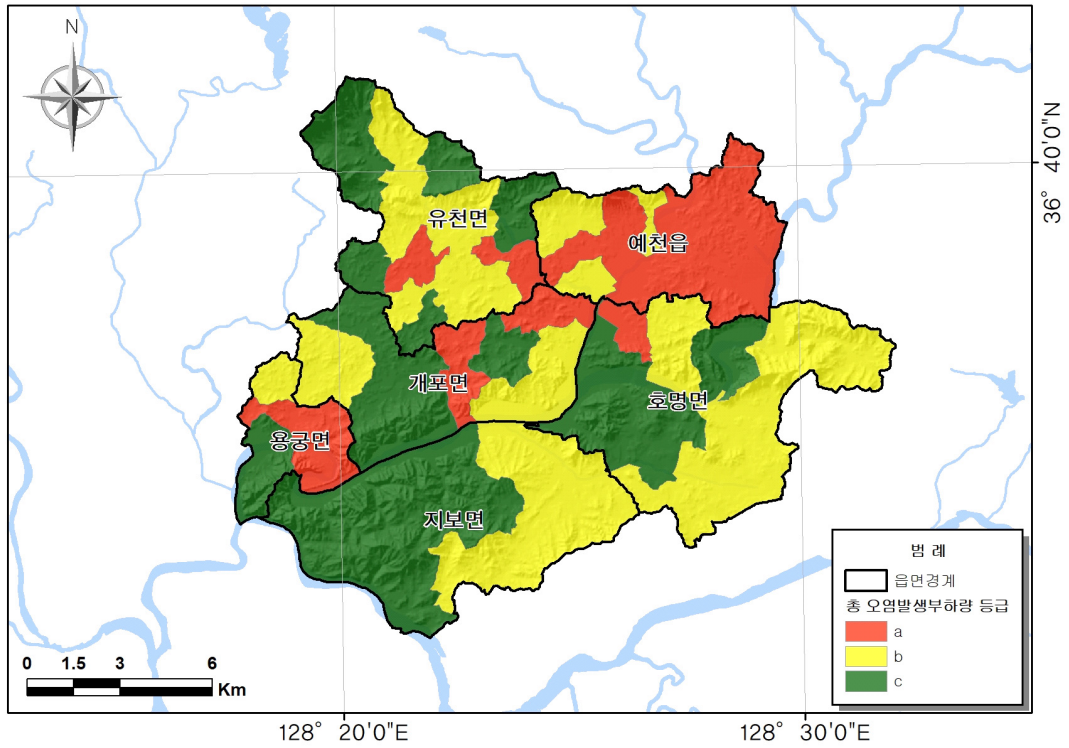 N
40'0"N
36°
유천면
예천읍
개포면
호명면
용궁면
지보면
범 례
읍면경계
총 오염발생부하량 등급
a
b
c
0 1.5 3 6
Km
128° 20'0"E
128° 30'0"E